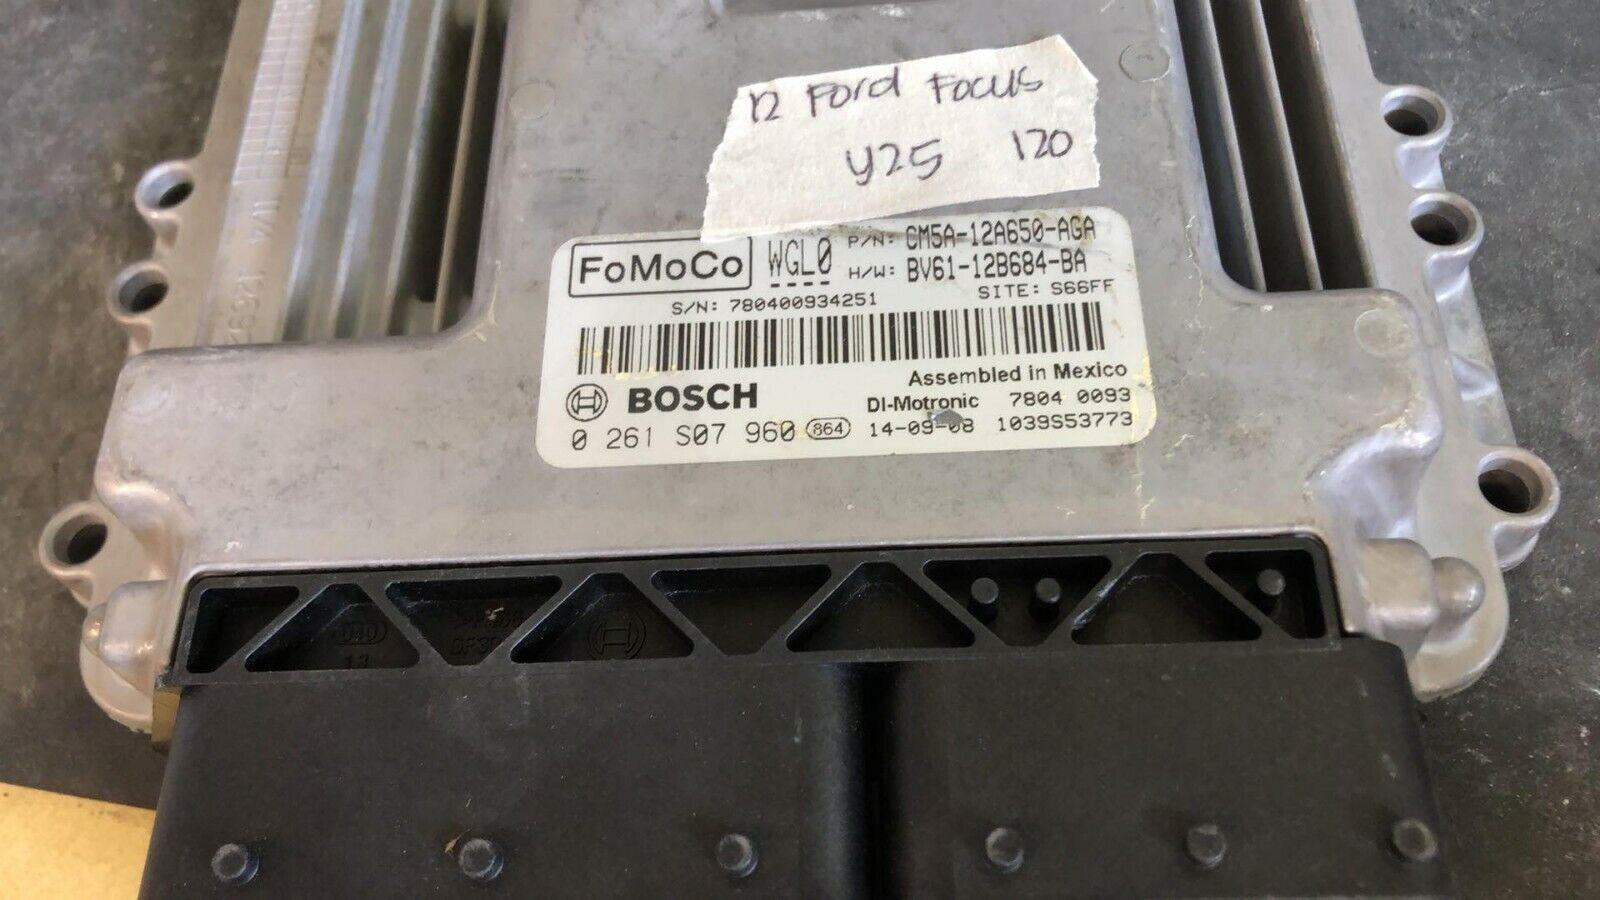 12 Ford Focus
y25 120
FoMoCo WGL0 P/N: CM5A-12A650-AGA
H/W: BV61-12B684-BA
S/N: 780400934251 SITE: S66FF
Assembled in Mexico
BOSCH DI-Motronic 7804 0093
0 261 S07 960 864 14-09-08 1039S53773